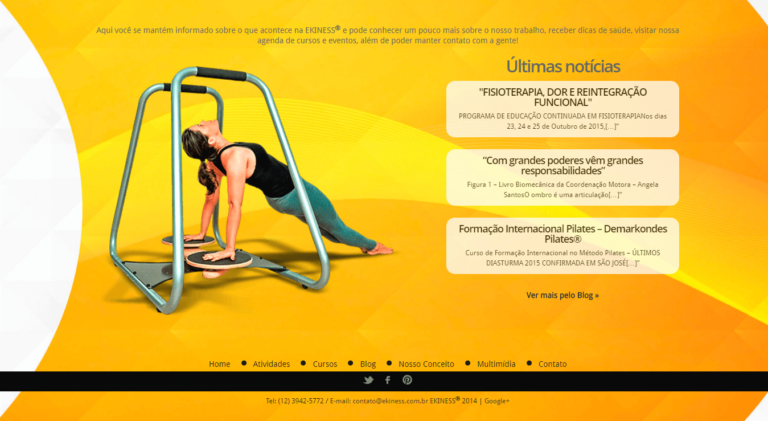 Aqui você se mantém informado sobre o que acontece na EKINESS® e pode conhecer um pouco mais sobre o nosso trabalho, receber dicas de saúde, visitar nossa
agenda de cursos e eventos, além de poder manter contato com a gente!
Últimas notícias
"FISIOTERAPIA, DOR E REINTEGRAÇÃO
FUNCIONAL"
PROGRAMA DE EDUCAÇÃO CONTINUADA EM FISIOTERAPIANos dias
23, 24 e 25 de Outubro de 2015,[...]"
"Com grandes poderes vêm grandes
responsabilidades"
Figura 1 – Livro Biomecânica da Coordenação Motora – Angela
SantosO ombro é uma articulação[...]"
Formação Internacional Pilates – Demarkondes
Pilates®
Curso de Formação Internacional no Método Pilates – ÚLTIMOS
DIASTURMA 2015 CONFIRMADA EM SÃO JOSÉ[...]"
Ver mais pelo Blog »
Home • Atividades • Cursos • Blog • Nosso Conceito • Multimídia • Contato
Tel: (12) 3942-5772 / E-mail: contato@ekiness.com.br EKINESS® 2014 | Google+